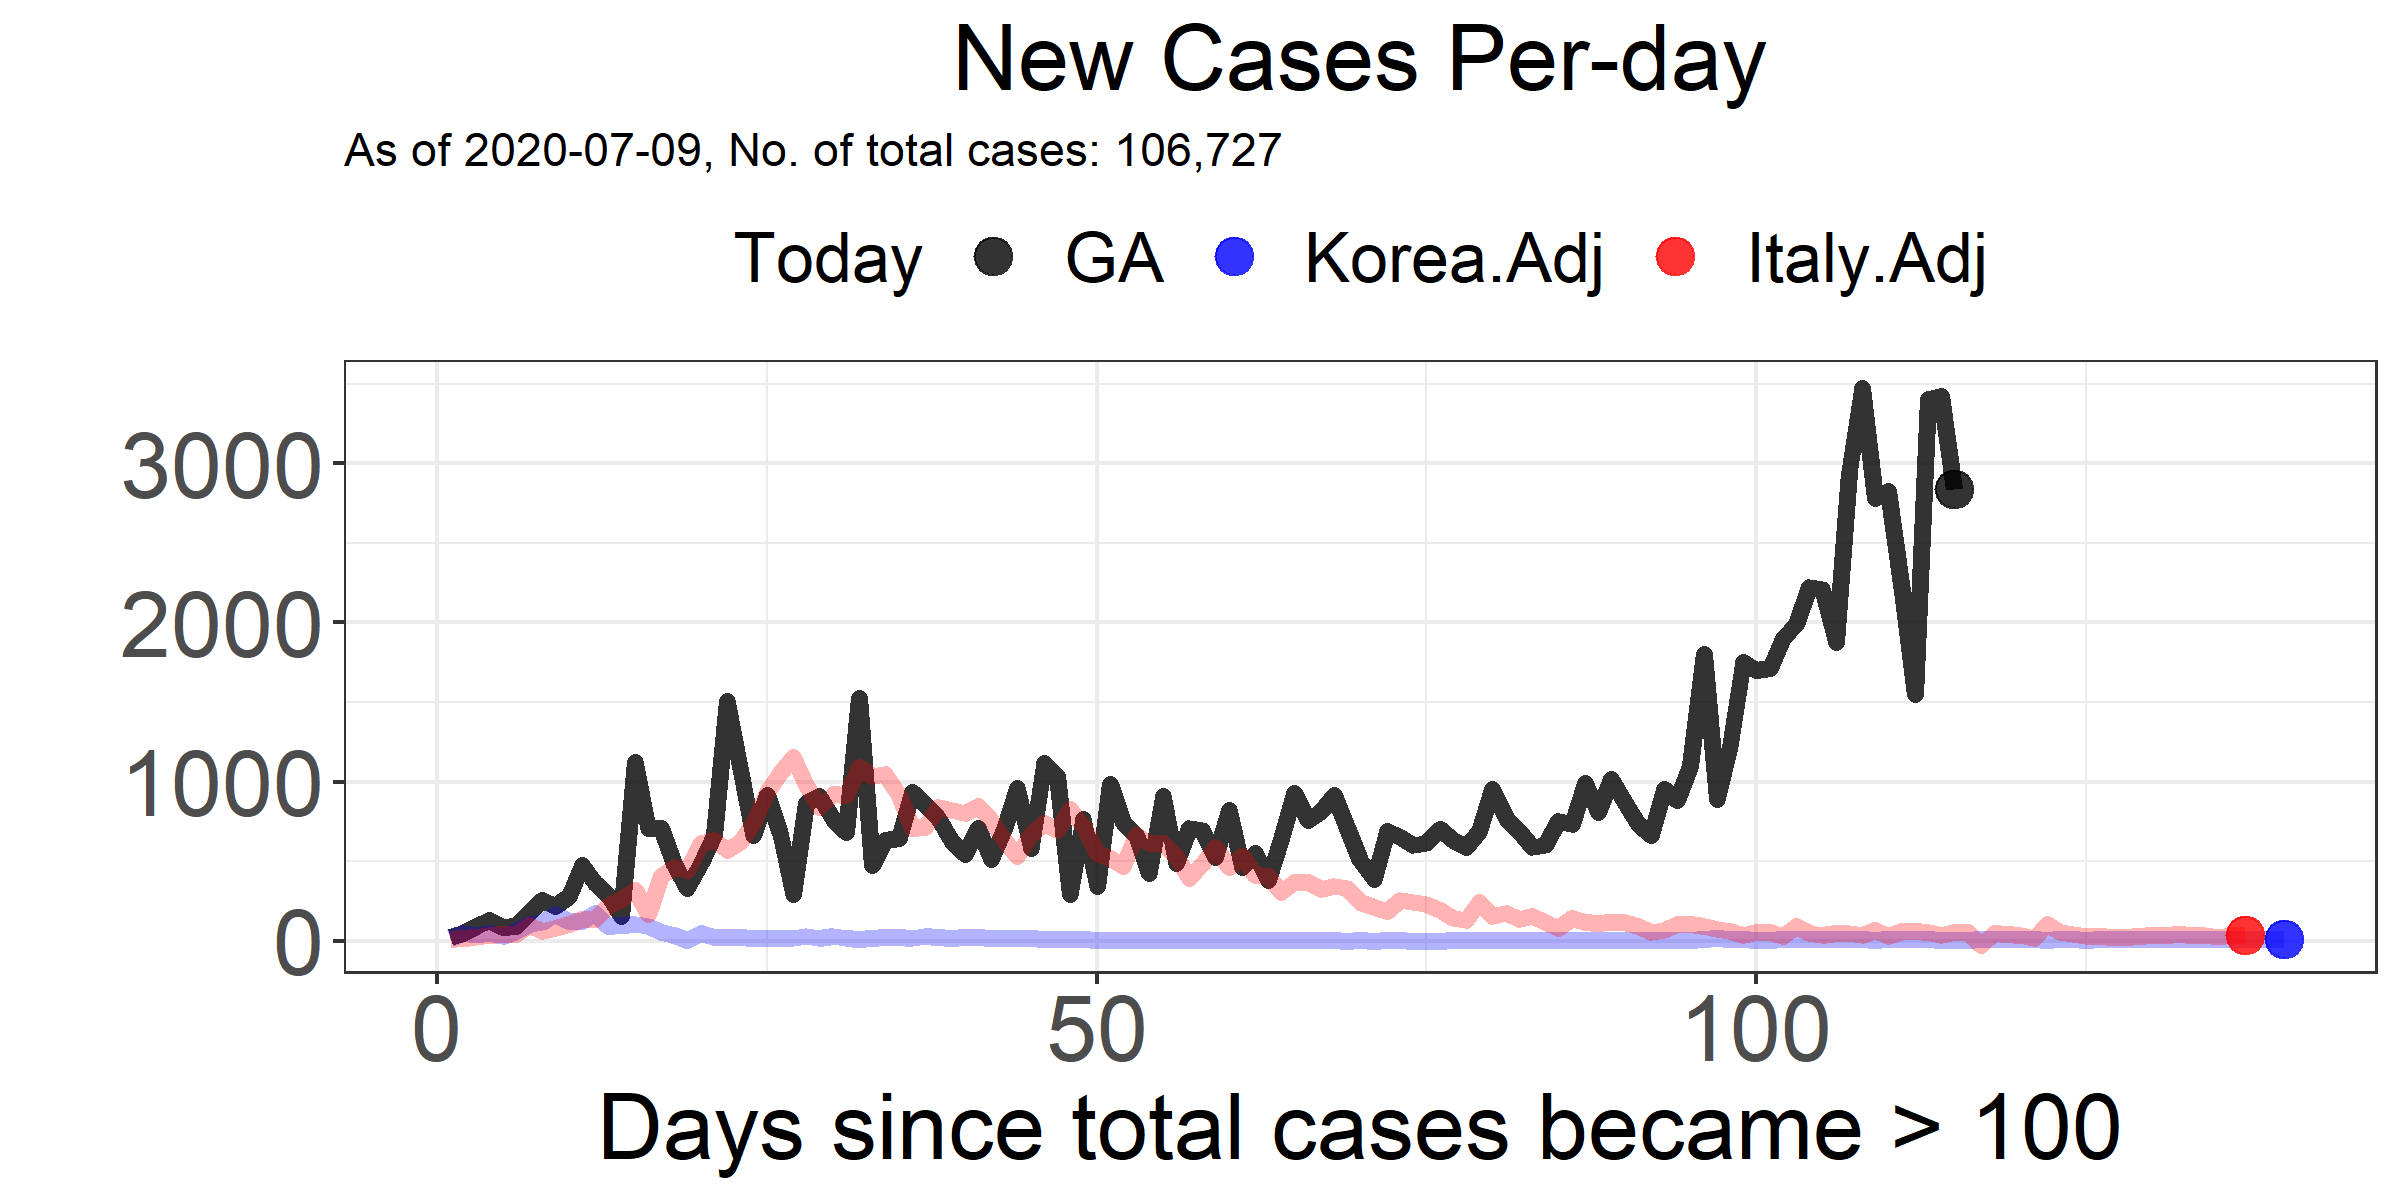 New Cases Per-day
As of 2020-07-09, No. of total cases: 106,727
Today GA Korea.Adj Italy.Adj
3000
2000
1000
0
0 50 100
Days since total cases became > 100